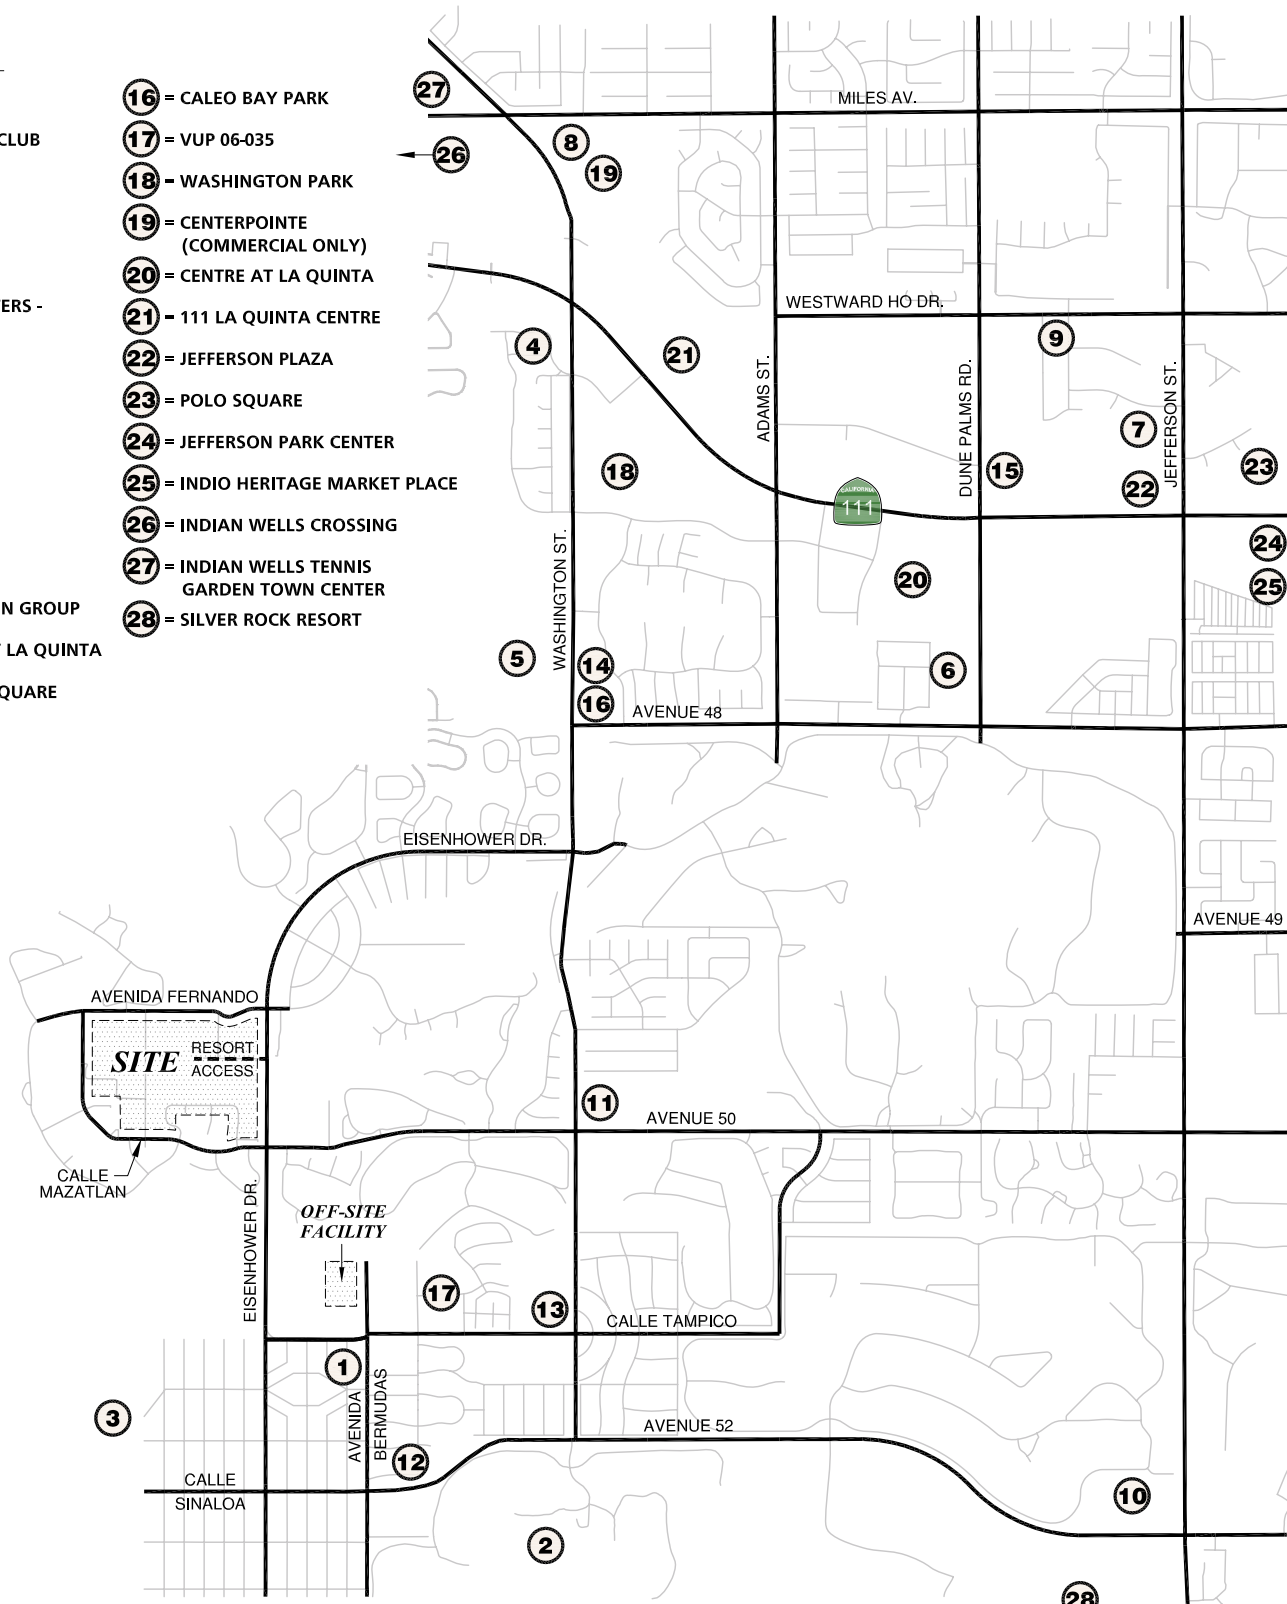 16 = CALEO BAY PARK
CLUB
17 = VUP 06-035
18 = WASHINGTON PARK
19 = CENTERPOINTE
(COMMERCIAL ONLY)
20 = CENTRE AT LA QUINTA
ERS -
21 - 111 LA QUINTA CENTRE
22 = JEFFERSON PLAZA
23 = POLO SQUARE
24 = JEFFERSON PARK CENTER
25 = INDIO HERITAGE MARKET PLACE
26 = INDIAN WELLS CROSSING
27 = INDIAN WELLS TENNIS
GARDEN TOWN CENTER
N GROUP
28 = SILVER ROCK RESORT
LA QUINTA
QUARE
27
MILES AV.
8
26
19
WESTWARD HO DR.
4
21
9
ADAMS ST.
DUNE PALMS RD.
JEFFERSON ST.
7
18
15
23
22
CALIFORNIA
111
24
20
25
WASHINGTON ST.
5
14
6
16
AVENUE 48
EISENHOWER DR.
AVENUE 49
AVENIDA FERNANDO
SITE
RESORT
ACCESS
11
AVENUE 50
CALLE
MAZATLAN
EISENHOWER DR.
OFF-SITE
FACILITY
17
13
CALLE TAMPICO
1
AVENIDA
BERMUDAS
3
AVENUE 52
12
CALLE
SINALOA
10
2
28